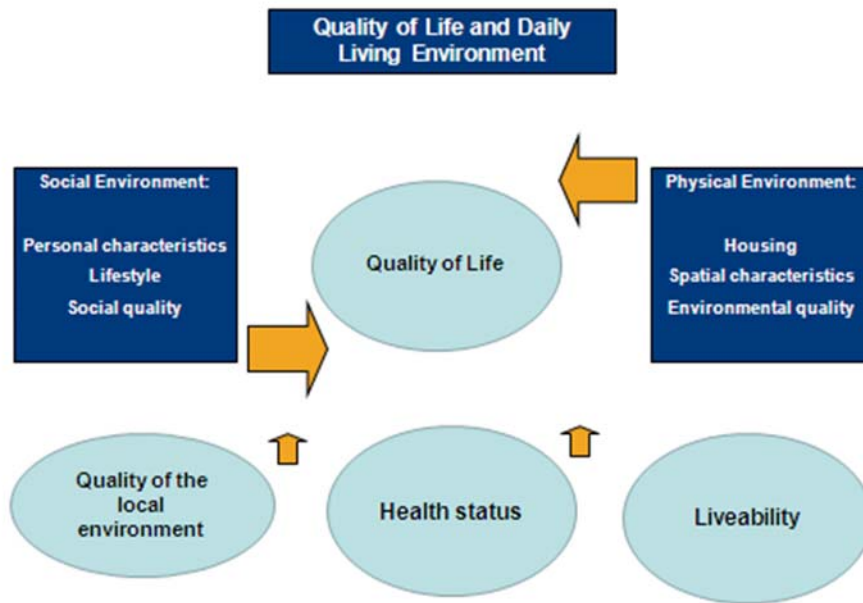 Quality of Life and Daily
Living Environment
Social Environment:
Personal characteristics
Lifestyle
Social quality
Quality of Life
Physical Environment:
Housing
Spatial characteristics
Environmental quality
Quality of the
local
environment
Health status
Liveability